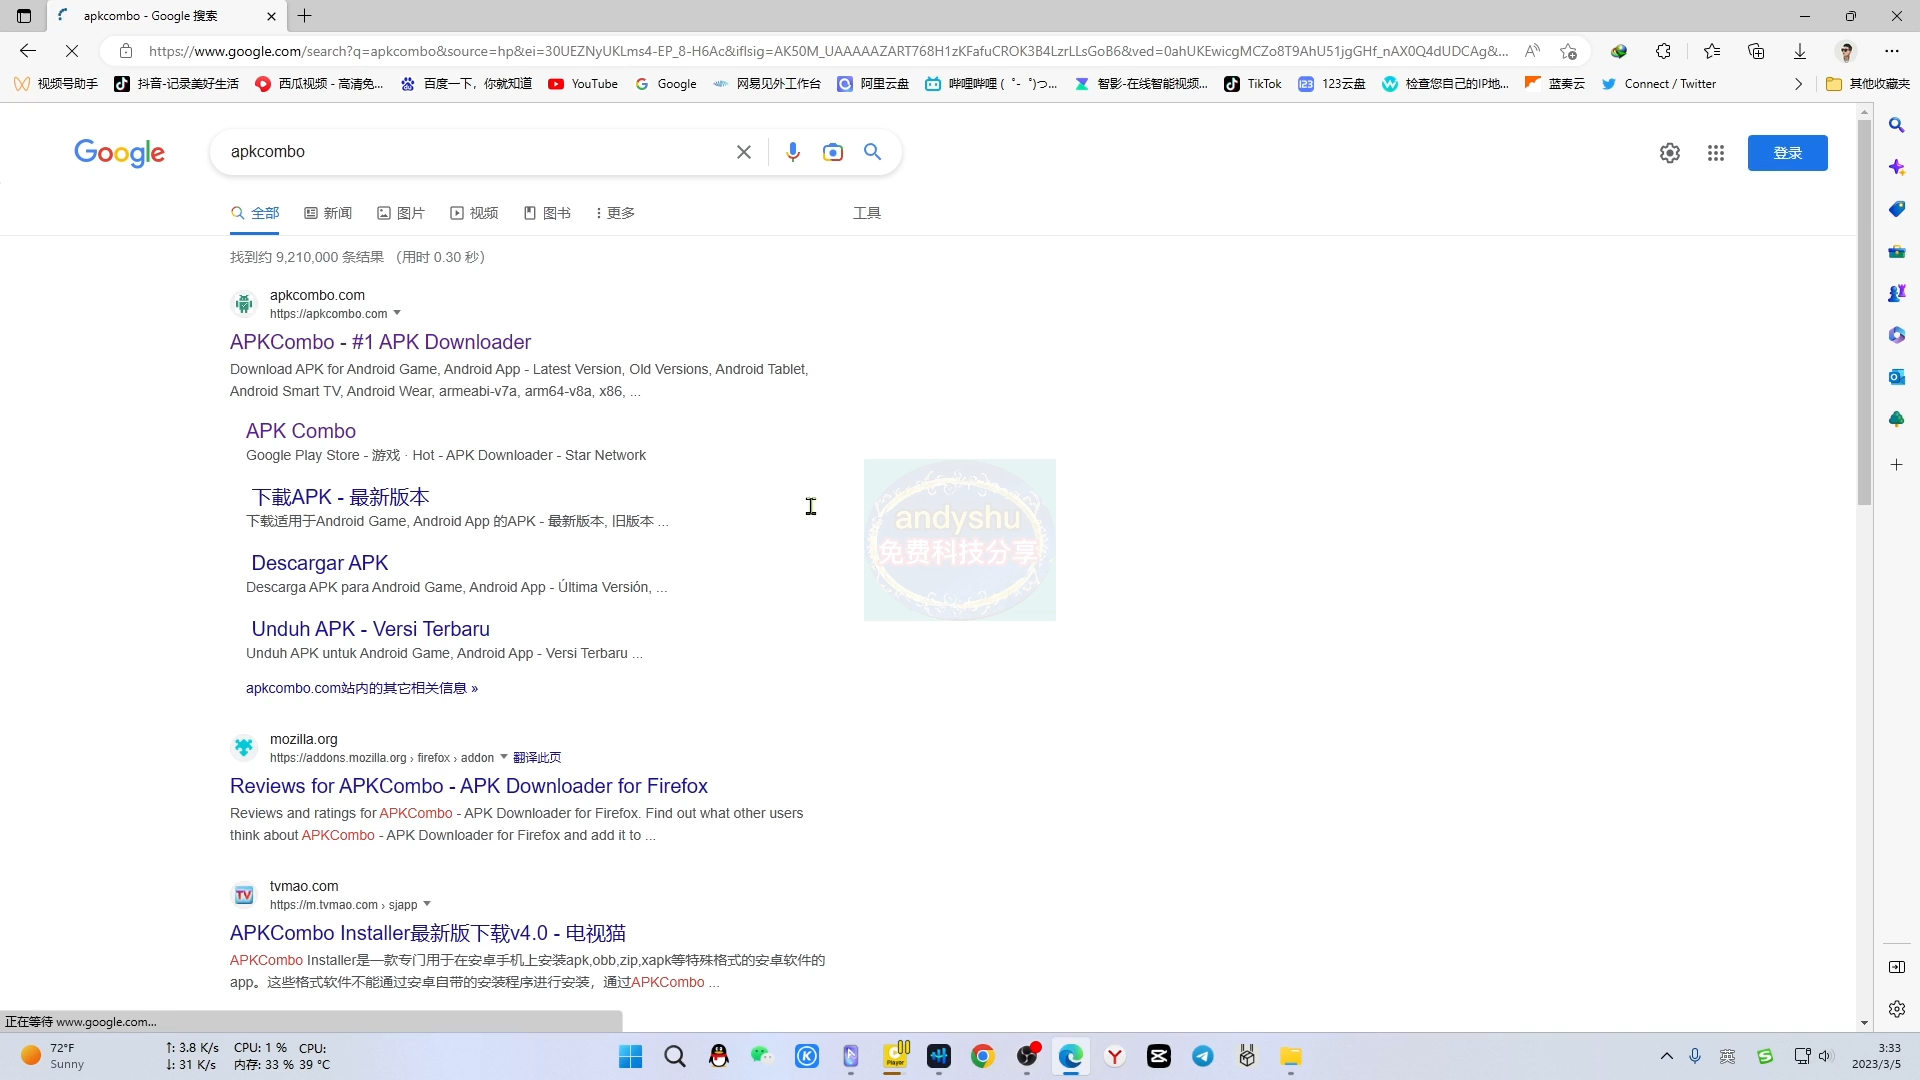 apkcombo - Google 搜索
https://www.google.com/search?q=apkcombo&source=hp&ei=30UEZNyUKLms4-EP_8-H6Ac&iflsig=AK50M_UAAAAAZART768H1zKFafuCROK3B4LzrLLsGoB6&ved=0ahUKEwicgMCZo8T9AhU51jgGHf_nAX0Q4dUDCAg&...
视频号助手
抖音-记录美好生活
西瓜视频 - 高清免...
百度一下，你就知道
YouTube
Google
网易见外工作台
阿里云盘
哔哩哔哩 (゜-゜)つ...
智影-在线智能视频...
TikTok
123云盘
检查您自己的IP地...
蓝奏云
Connect / Twitter
其他收藏夹
Google
apkcombo
登录
全部
新闻
图片
视频
图书
更多
工具
找到约 9,210,000 条结果 （用时 0.30 秒）
apkcombo.com
https://apkcombo.com
APKCombo - #1 APK Downloader
Download APK for Android Game, Android App - Latest Version, Old Versions, Android Tablet,
Android Smart TV, Android Wear, armeabi-v7a, arm64-v8a, x86, ...
APK Combo
Google Play Store - 游戏 · Hot - APK Downloader - Star Network
下載APK - 最新版本
下载适用于Android Game, Android App 的APK - 最新版本, 旧版本 ...
Descargar APK
Descarga APK para Android Game, Android App - Última Versión, ...
Unduh APK - Versi Terbaru
Unduh APK untuk Android Game, Android App - Versi Terbaru ...
apkcombo.com站内的其它相关信息 »
andyshu
免费科技分享
mozilla.org
https://addons.mozilla.org › firefox › addon
翻译此页
Reviews for APKCombo - APK Downloader for Firefox
Reviews and ratings for APKCombo - APK Downloader for Firefox. Find out what other users
think about APKCombo - APK Downloader for Firefox and add it to ...
tvmao.com
https://m.tvmao.com › sjapp
APKCombo Installer最新版下载v4.0 - 电视猫
APKCombo Installer是一款专门用于在安卓手机上安装apk,obb,zip,xapk等特殊格式的安卓软件的
app。这些格式软件不能通过安卓自带的安装程序进行安装，通过APKCombo ...
正在等待 www.google.com...
72°F
Sunny
↑: 3.8 K/s
↓: 31 K/s
CPU: 1 %
内存: 33 %
CPU:
39 °C
英
3:33
2023/3/5